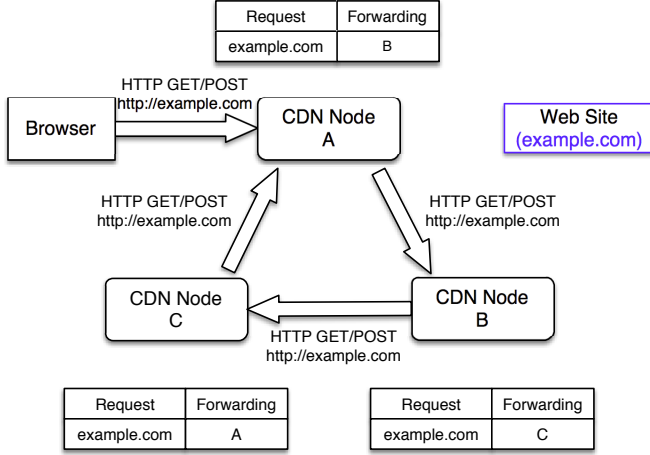 Request Forwarding
example.com B
HTTP GET/POST
http://example.com
Browser
CDN Node
A
Web Site
(example.com)
HTTP GET/POST
http://example.com
HTTP GET/POST
http://example.com
CDN Node
C
CDN Node
B
HTTP GET/POST
http://example.com
Request Forwarding
example.com A
Request Forwarding
example.com C